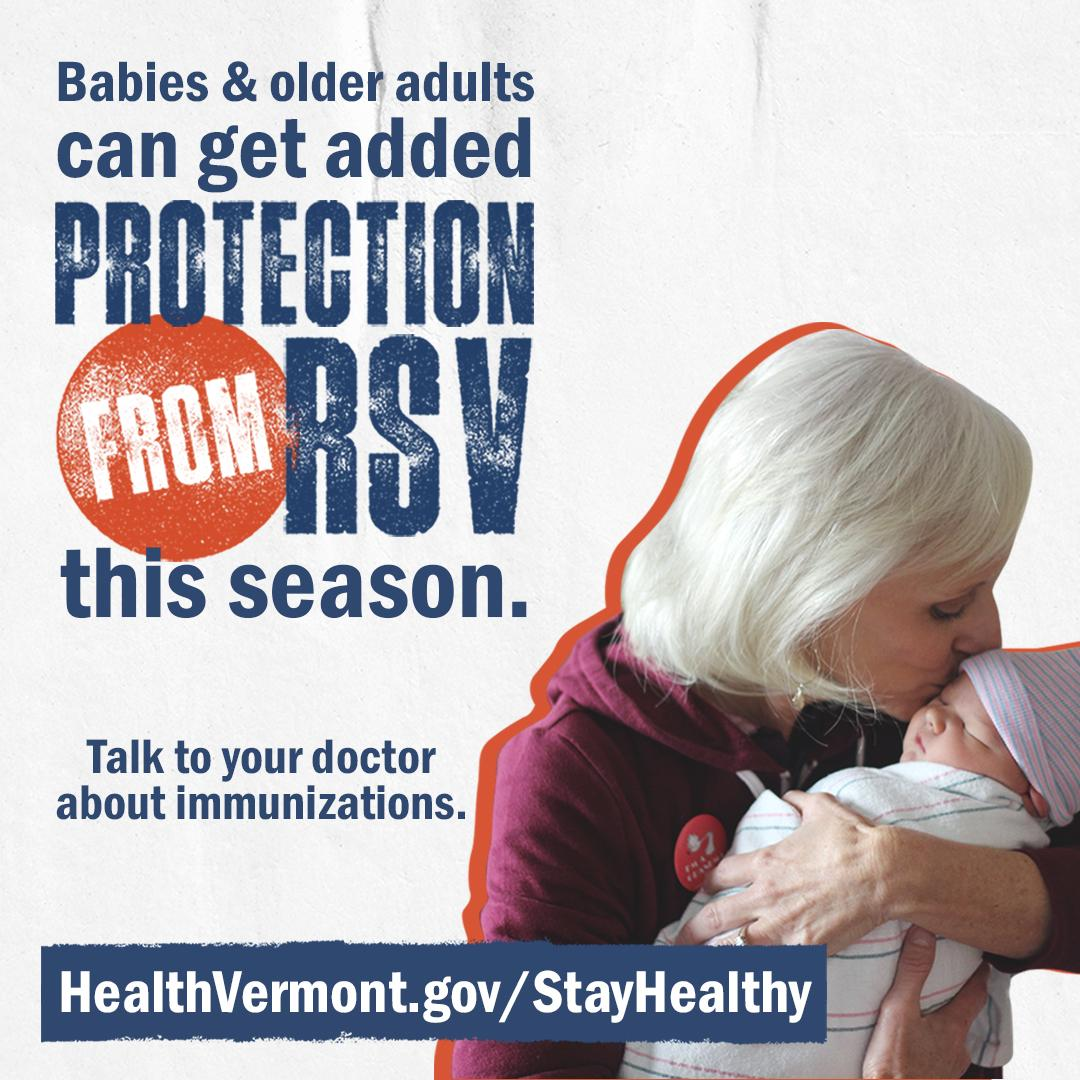 Babies & older adults
can get added
PROTECTION
FROM RSV
this season.
Talk to your doctor
about immunizations.
I'M A
HealthVermont.gov/StayHealthy